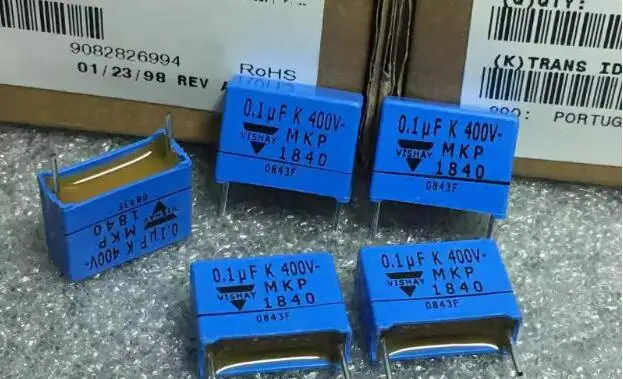 9082826994
01/23/98 REV
RoHS
QTY:
(K)TRANS ID
PORTUG
0.1µF K 400V-
VISHAY MKP
1840
0843F
0.1µF K 400V-
VISHAY MKP
1840
0843F
0.1µF K 400V-
MKP
VISHAY 1840
0843F
0.1µF K 400V-
VISHAY MKP
1840
0843F
0.1µF K 400V-
VISHAY MKP
1840
0843F